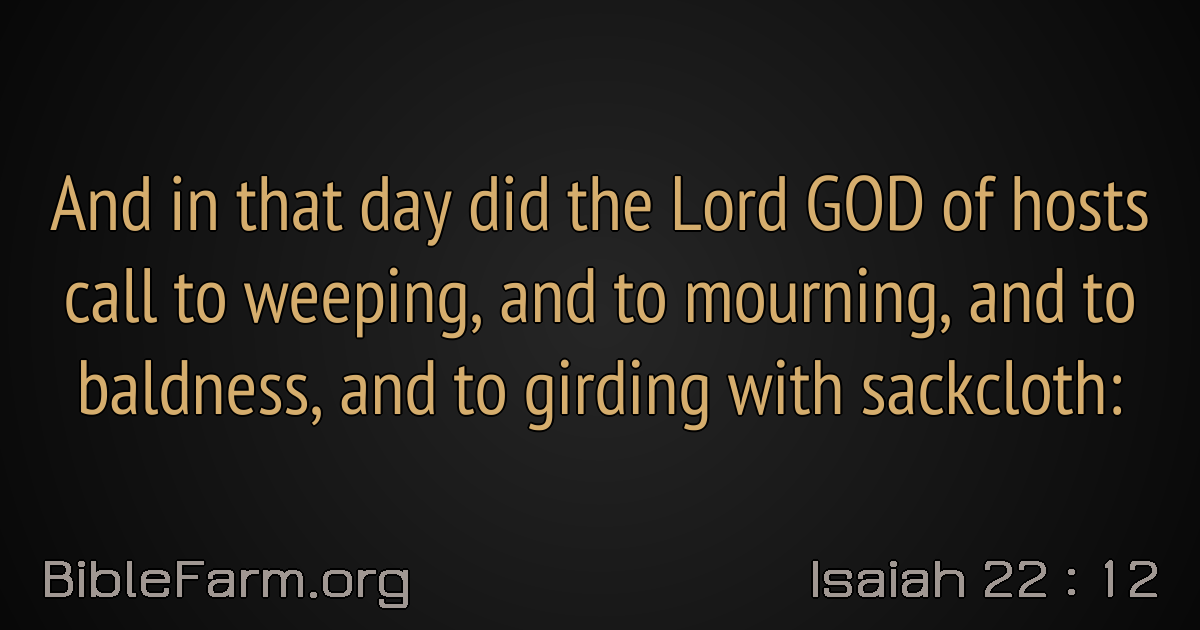 And in that day did the Lord GOD of hosts
call to weeping, and to mourning, and to
baldness, and to girding with sackcloth:
BibleFarm.org
Isaiah 22 : 12